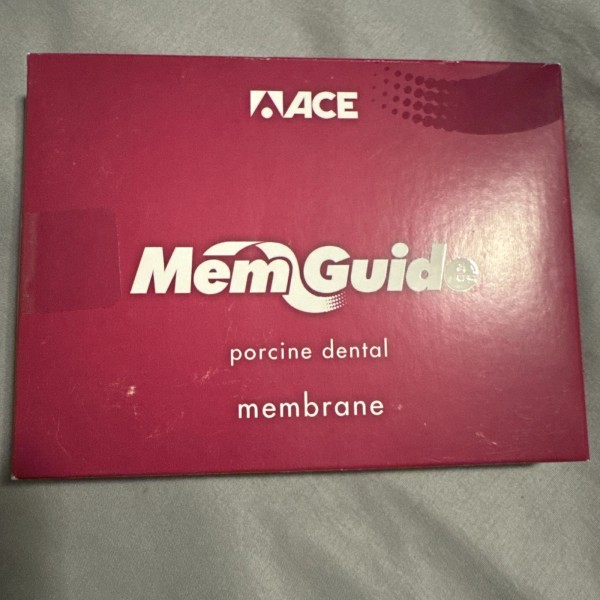 ACE
MemGuide
porcine dental
membrane